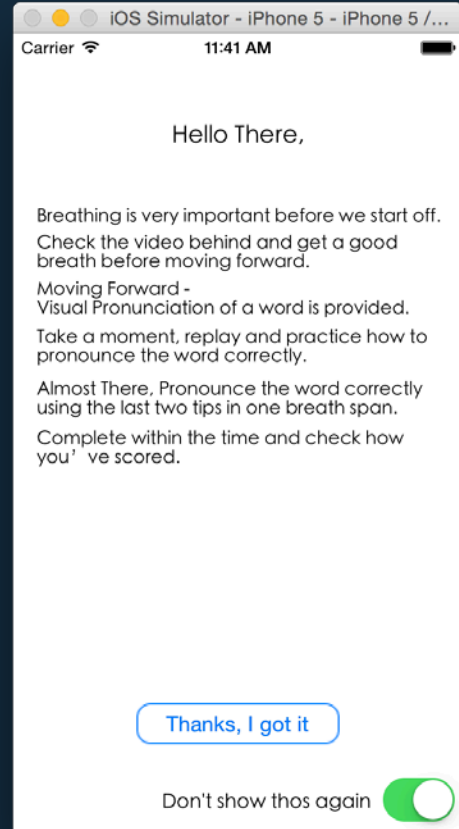 iOS Simulator - iPhone 5 - iPhone 5 /...
Carrier 11:41 AM
Hello There,
Breathing is very important before we start off.
Check the video behind and get a good
breath before moving forward.
Moving Forward -
Visual Pronunciation of a word is provided.
Take a moment, replay and practice how to
pronounce the word correctly.
Almost There, Pronounce the word correctly
using the last two tips in one breath span.
Complete within the time and check how
you’ve scored.
Thanks, I got it
Don't show thos again